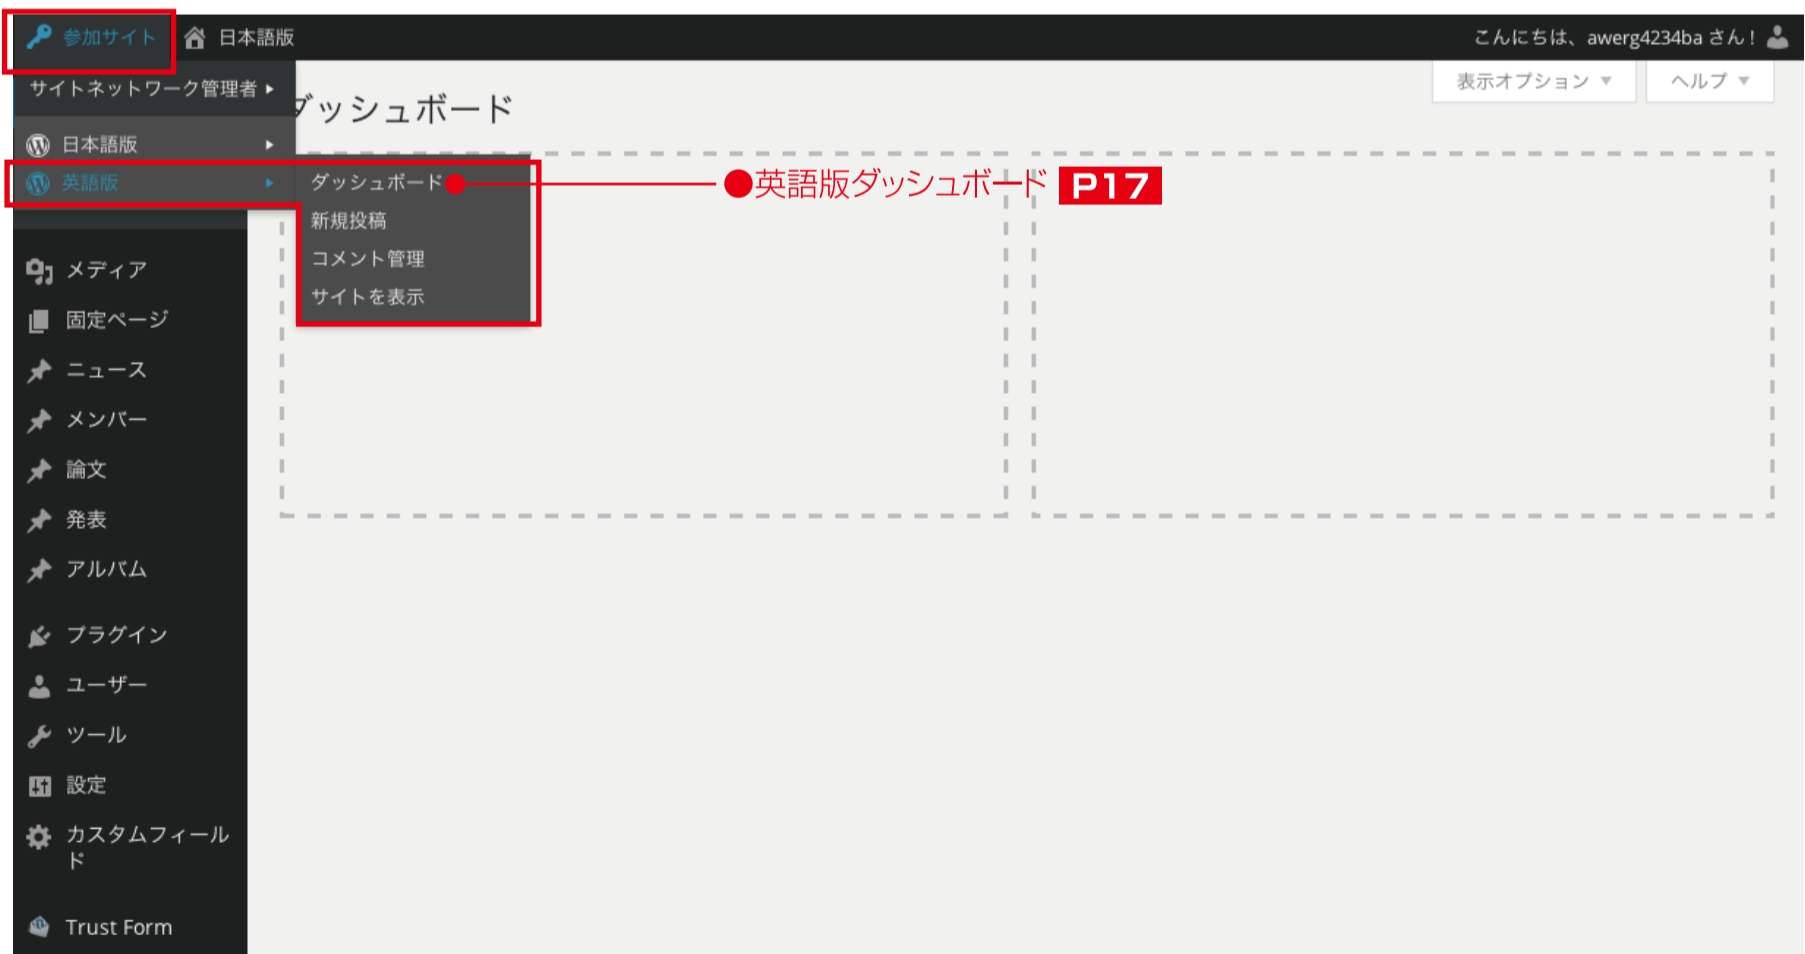 参加サイト 日本語版 こんにちは、awerg4234ba さん!
サイトネットワーク管理者
表示オプション ヘルプ
ダッシュボード
日本語版
英語版
ダッシュボード
●英語版ダッシュボード P17
新規投稿
コメント管理
サイトを表示
メディア
固定ページ
ニュース
メンバー
論文
発表
アルバム
プラグイン
ユーザー
ツール
設定
カスタムフィール
ド
Trust Form